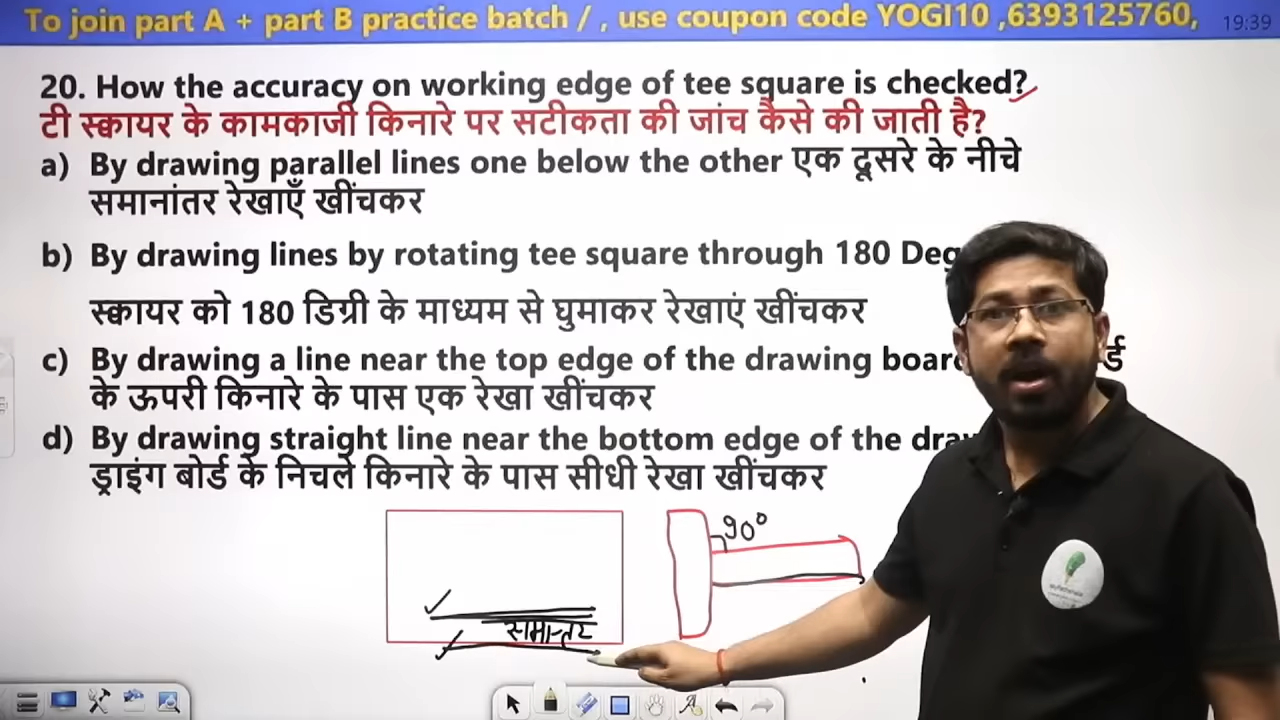 To join part A + part B practice batch / , use coupon code YOGI10 ,6393125760,
19:39
20. How the accuracy on working edge of tee square is checked?
टी स्क्वायर के कामकाजी किनारे पर सटीकता की जांच कैसे की जाती है?
a) By drawing parallel lines one below the other एक दूसरे के नीचे
समानांतर रेखाएँ खींचकर
b) By drawing lines by rotating tee square through 180 Deg
स्क्वायर को 180 डिग्री के माध्यम से घुमाकर रेखाएं खींचकर
c) By drawing a line near the top edge of the drawing board र्ड
के ऊपरी किनारे के पास एक रेखा खींचकर
d) By drawing straight line near the bottom edge of the
ड्राइंग बोर्ड के निचले किनारे के पास सीधी रेखा खींचकर
90°
समान्तर